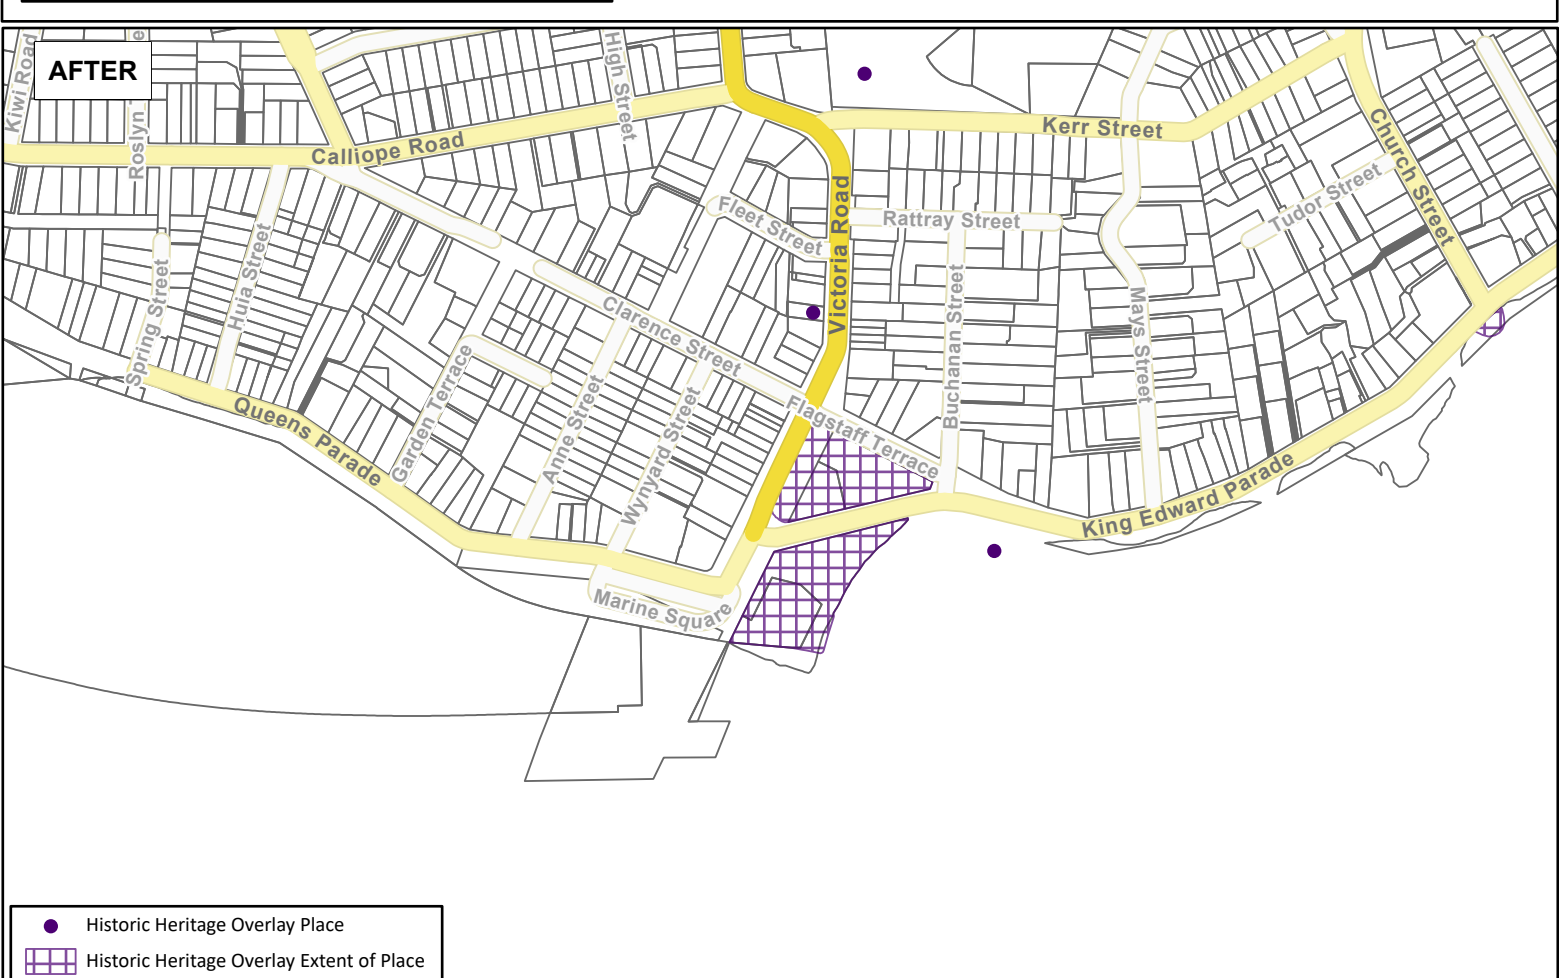 AFTER
Kiwi Road
Roslyn
High Street
Calliope Road
Kerr Street
Church Street
Tudor Street
Fleet Street
Victoria Road
Rattray Street
Spring Street
Huia Street
Clarence Street
Buchanan Street
Mays Street
Garden Terrace
Anne Street
Wynyard Street
Flagstaff Terrace
Queens Parade
King Edward Parade
Marine Square
Historic Heritage Overlay Place
Historic Heritage Overlay Extent of Place